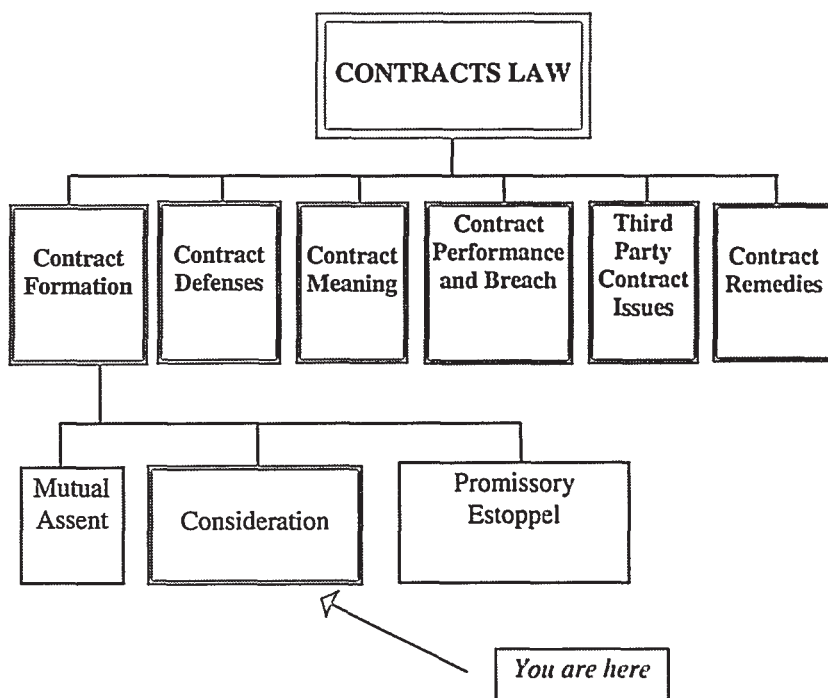 CONTRACTS LAW
Contract
Formation
Contract
Defenses
Contract
Meaning
Contract
Performance
and Breach
Third
Party
Contract
Issues
Contract
Remedies
Mutual
Assent
Consideration
Promissory
Estoppel
You are here